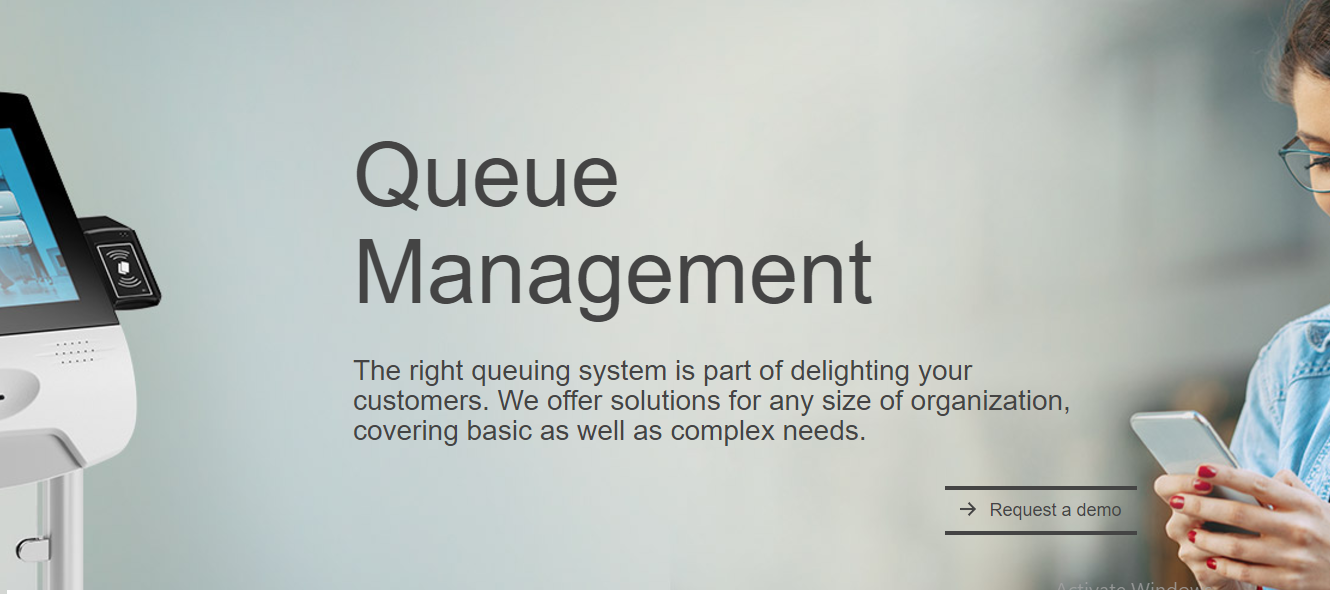 Queue
Management
The right queuing system is part of delighting your
customers. We offer solutions for any size of organization,
covering basic as well as complex needs.
→ Request a demo
Activate Windows